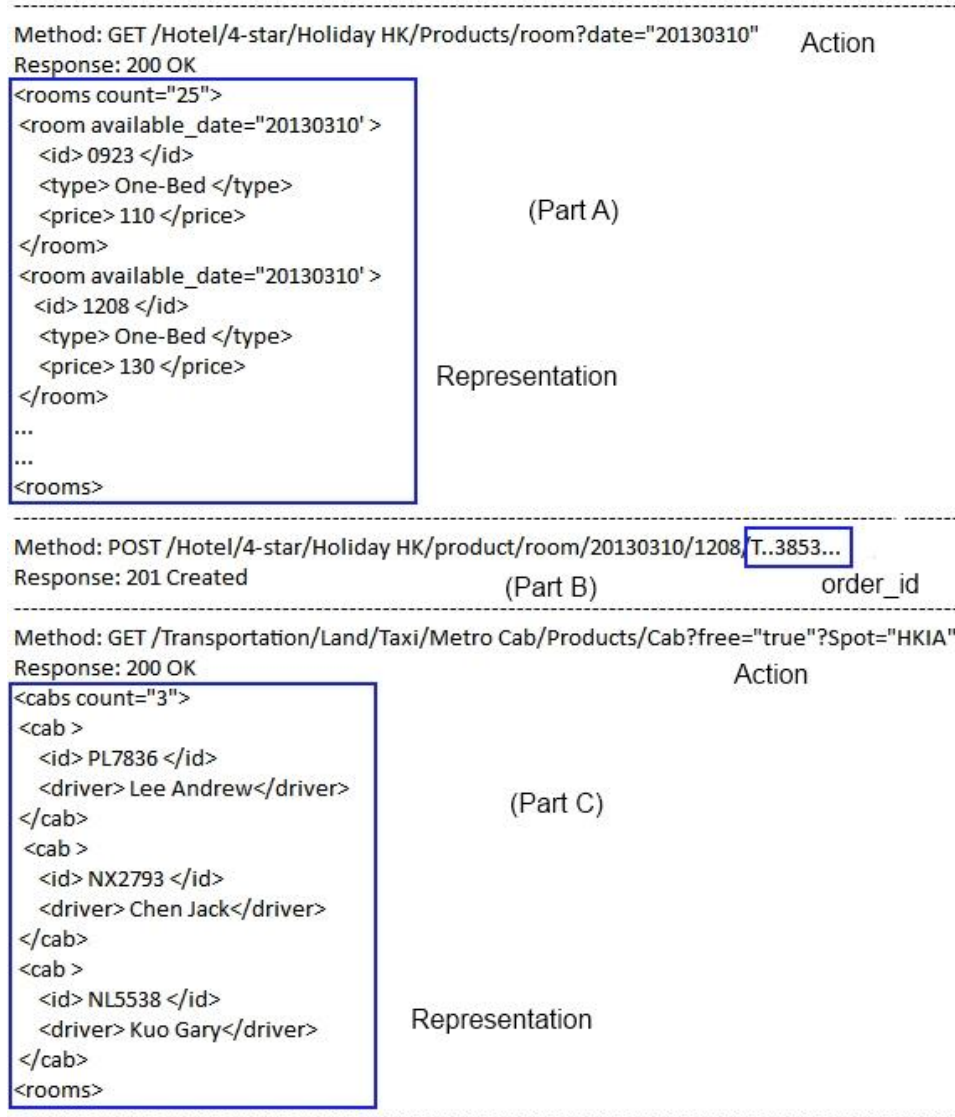 Method: GET /Hotel/4-star/Holiday HK/Products/room?date="20130310"
Action
Response: 200 OK
<rooms count="25">
<room available_date="20130310' >
<id> 0923 </id>
<type> One-Bed </type>
<price> 110 </price>
(Part A)
</room>
<room available_date="20130310' >
<id> 1208 </id>
<type> One-Bed </type>
<price> 130 </price>
Representation
</room>
...
...
<rooms>
Method: POST /Hotel/4-star/Holiday HK/product/room/20130310/1208/T..3853...
Response: 201 Created
(Part B)
order_id
Method: GET /Transportation/Land/Taxi/Metro Cab/Products/Cab?free="true"?Spot="HKIA"
Response: 200 OK
Action
<cabs count="3">
<cab >
<id> PL7836 </id>
<driver> Lee Andrew</driver>
(Part C)
</cab>
<cab >
<id> NX2793 </id>
<driver> Chen Jack</driver>
</cab>
<cab >
<id> NL5538 </id>
<driver> Kuo Gary</driver>
Representation
</cab>
<rooms>